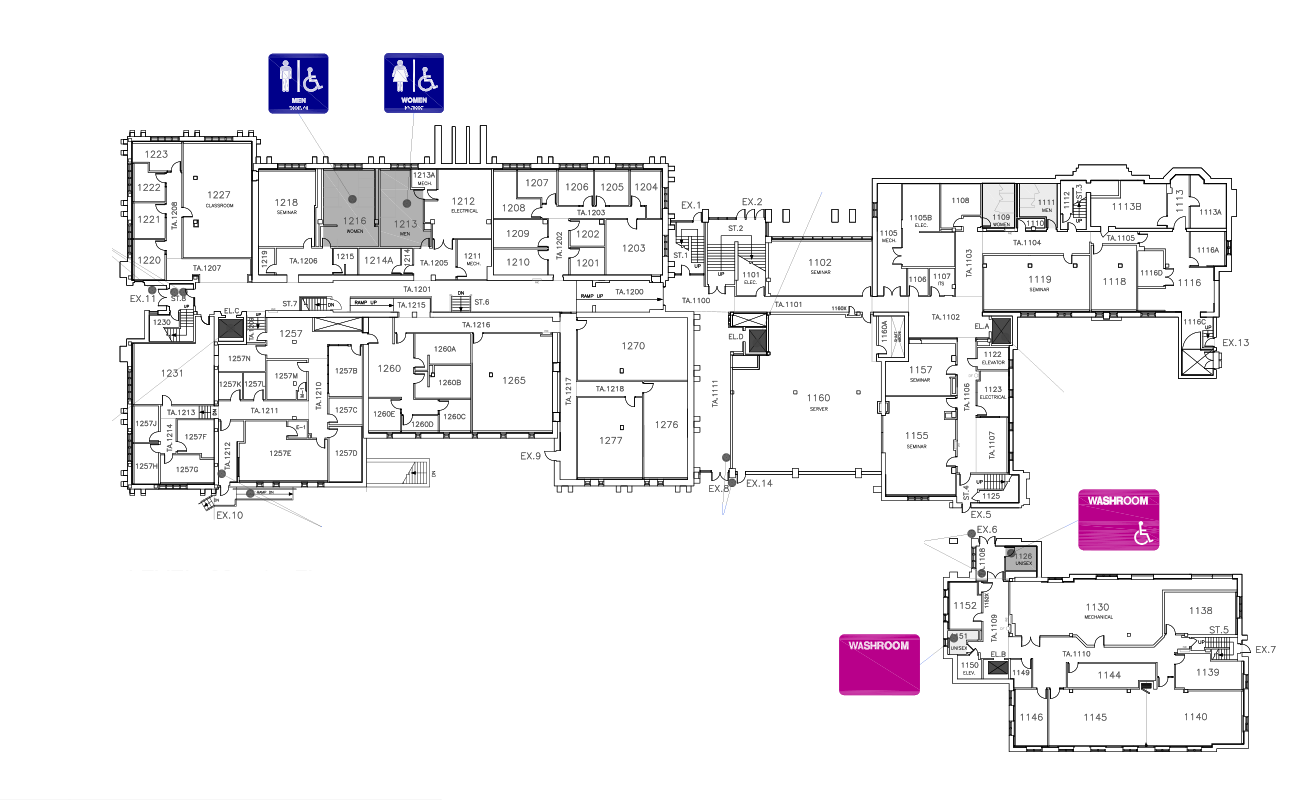 MEN
WOMEN
1223
1222
1221
1220
TA.1208
1227
CLASSROOM
TA.1207
1218
SEMINAR
1216
WOMEN
1213
MEN
1213A
MECH.
1212
ELECTRICAL
1219
TA.1206
1215
1214A
1214
TA.1205
1211
MECH.
1208
1207
1206
1205
1204
TA.1203
1209
1210
TA.1202
1202
1201
1203
EX.1
EX.2
ST.1
UP
ST.2
UP
1101
ELEC.
1102
SEMINAR
1105
MECH.
1105B
ELEC.
1108
1109
WOMEN
1111
MEN
1110
1112
ST.3
UP
1113B
1113
1113A
TA.1103
TA.1104
TA.1105
1106
1107
ITS
1119
SEMINAR
1118
1116D
1116A
1116
1116C
EX.13
EX.11
ST.8
UP
1230
TA.1201
ST.7
DN
RAMP UP
TA.1215
DN
ST.6
RAMP UP
TA.1200
TA.1100
TA.1101
1160X
TA.1102
EL.C
1257
1257N
1257K
1257L
1257M
1257B
TA.1210
1257C
1257D
1231
TA.1213
DN
TA.1211
1257J
TA.1214
1257F
1257H
1257G
TA.1212
1257E
RAMP DN
DN
EX.10
DN
TA.1216
1260
1260A
1260B
1260C
1260D
1260E
1265
TA.1217
1270
TA.1218
1277
1276
EX.9
TA.1111
EL.D
1160
SERVER
1160A
EX.8
EX.14
1157
SEMINAR
1155
SEMINAR
EL.A
1122
ELEVATOR
1123
ELECTRICAL
TA.1106
TA.1107
UP
ST.4
1125
EX.5
EX.6
1126
UNISEX
WASHROOM
1152
1152X
TA.1109
UNISEX
1150
ELEV.
EL.B
1149
1130
MECHANICAL
1138
ST.5
UP
EX.7
TA.1110
1144
1139
1146
1145
1140
WASHROOM